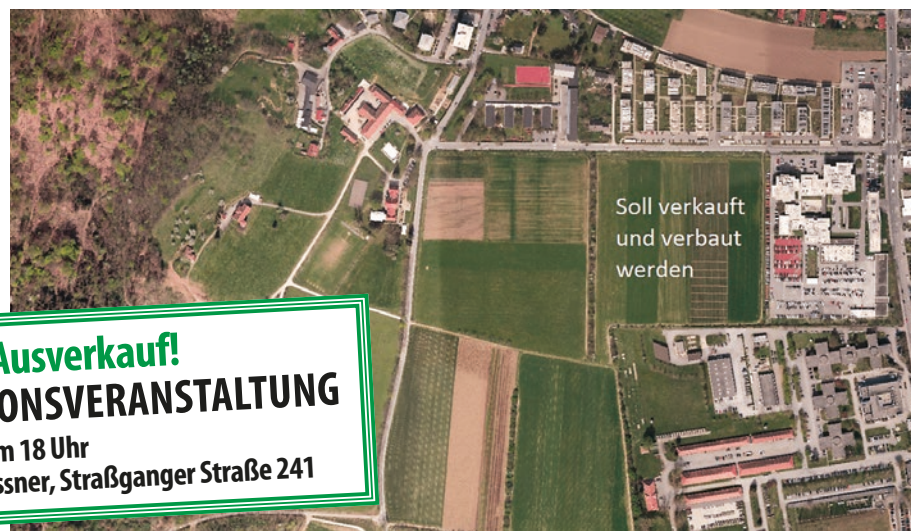 Soll verkauft
und verbaut
werden
Ausverkauf!
ONSVERANSTALTUNG
m 18 Uhr
ssner, Straßganger Straße 241